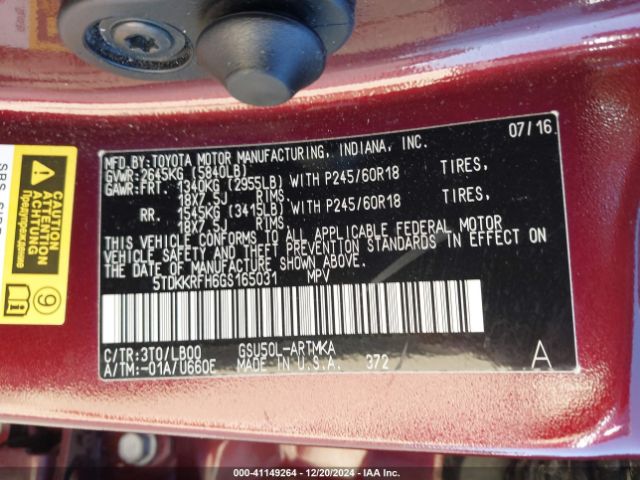 07/16
MFD.BY:TOYOTA MOTOR MANUFACTURING, INDIANA, INC.
GVWR:2645KG (5840LB)
GAWR:FRT. 1340KG (2955LB) WITH P245/60R18 TIRES,
18X7.5J RIMS
RR. 1545KG (3415LB) WITH P245/60R18 TIRES,
18X7.5J RIMS
THIS VEHICLE CONFORMS TO ALL APPLICABLE FEDERAL MOTOR
VEHICLE SAFETY AND THEFT PREVENTION STANDARDS IN EFFECT ON
THE DATE OF MANUFACTURE SHOWN ABOVE.
5TDKKRFH6GS165031 MPV
C/TR:3T0/LB00 GSU50L-ARTMKA
A/TM:-01A/U660E MADE IN U.S.A. 372 A
CAUTION
ATTENTION
ACHTUNG
SRS SIDE
9
000-41149264 | 12/20/2024 | IAA Inc.